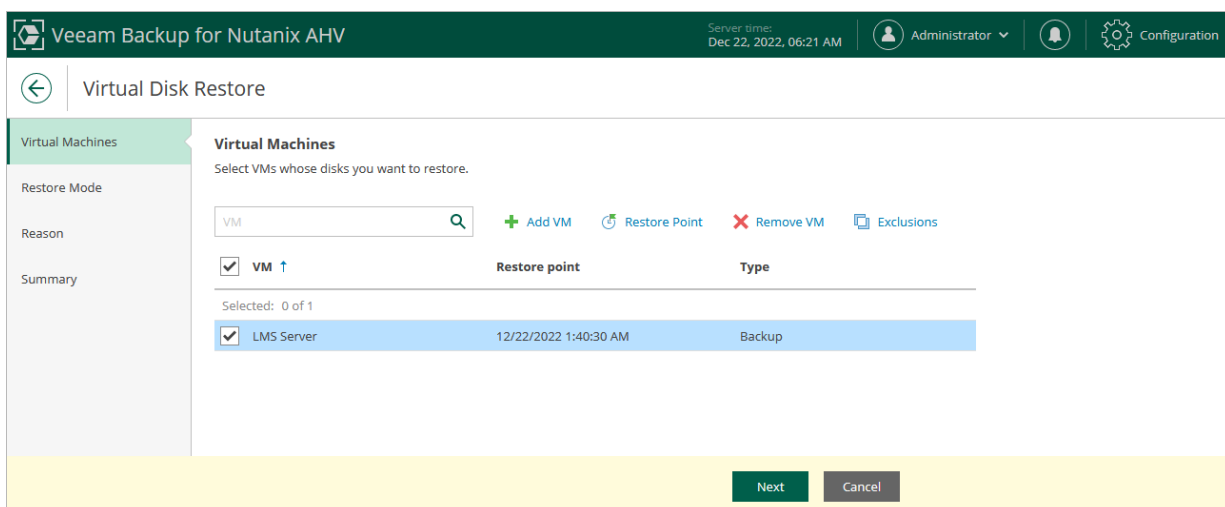 Veeam Backup for Nutanix AHV
Server time:
Dec 22, 2022, 06:21 AM
Administrator
Configuration
Virtual Disk Restore
Virtual Machines
Restore Mode
Reason
Summary
Virtual Machines
Select VMs whose disks you want to restore.
VM
Add VM
Restore Point
Remove VM
Exclusions
VM ↑ Restore point Type
Selected: 0 of 1
LMS Server 12/22/2022 1:40:30 AM Backup
Next Cancel